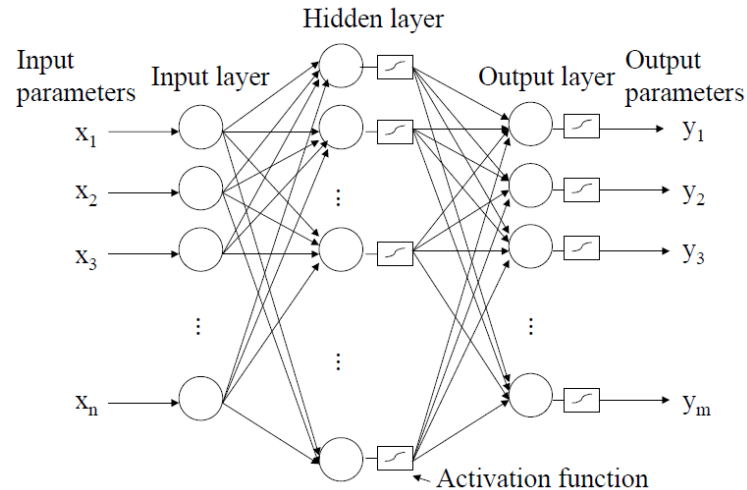 Hidden layer
Input
parameters
Input layer
Output layer
Output
parameters
x₁
y₁
x₂
⋮
y₂
x₃
y₃
⋮
⋮
⋮
xₙ
yₘ
Activation function